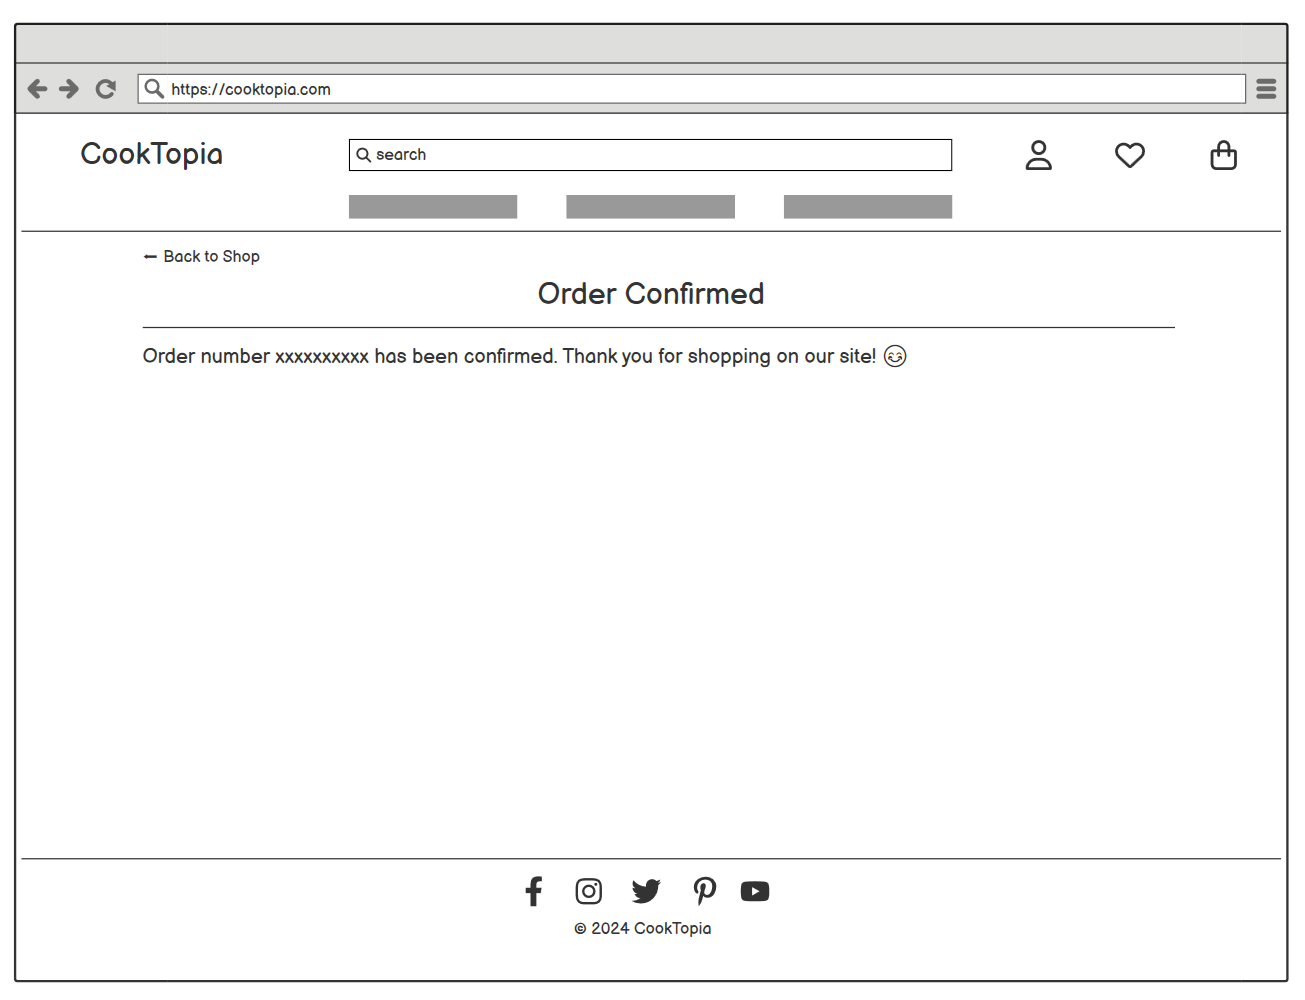 https://cooktopia.com
CookTopia
search
Back to Shop
Order Confirmed
Order number xxxxxxxxxx has been confirmed. Thank you for shopping on our site! 😊
© 2024 CookTopia